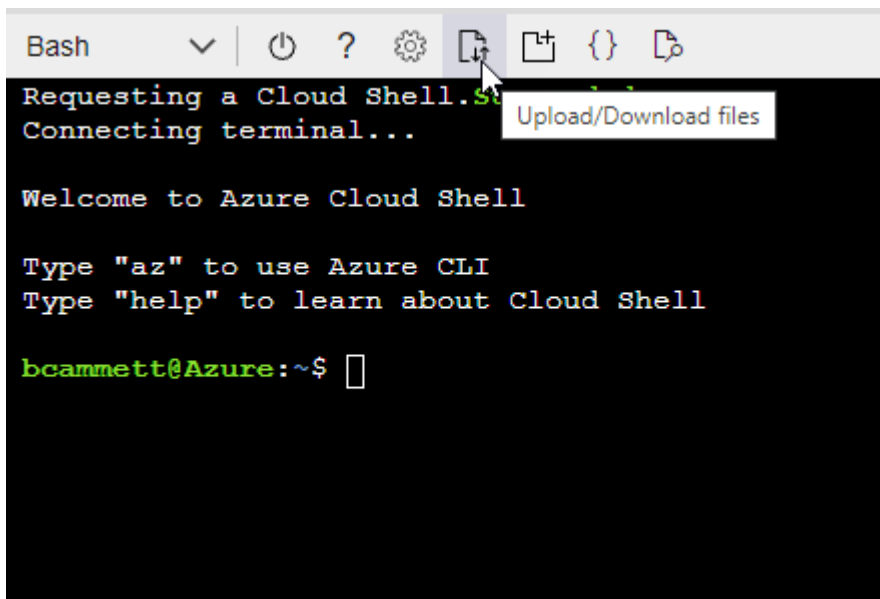 Bash
Requesting a Cloud Shell.
Upload/Download files
Connecting terminal...
Welcome to Azure Cloud Shell
Type "az" to use Azure CLI
Type "help" to learn about Cloud Shell
bcammett@Azure:~$